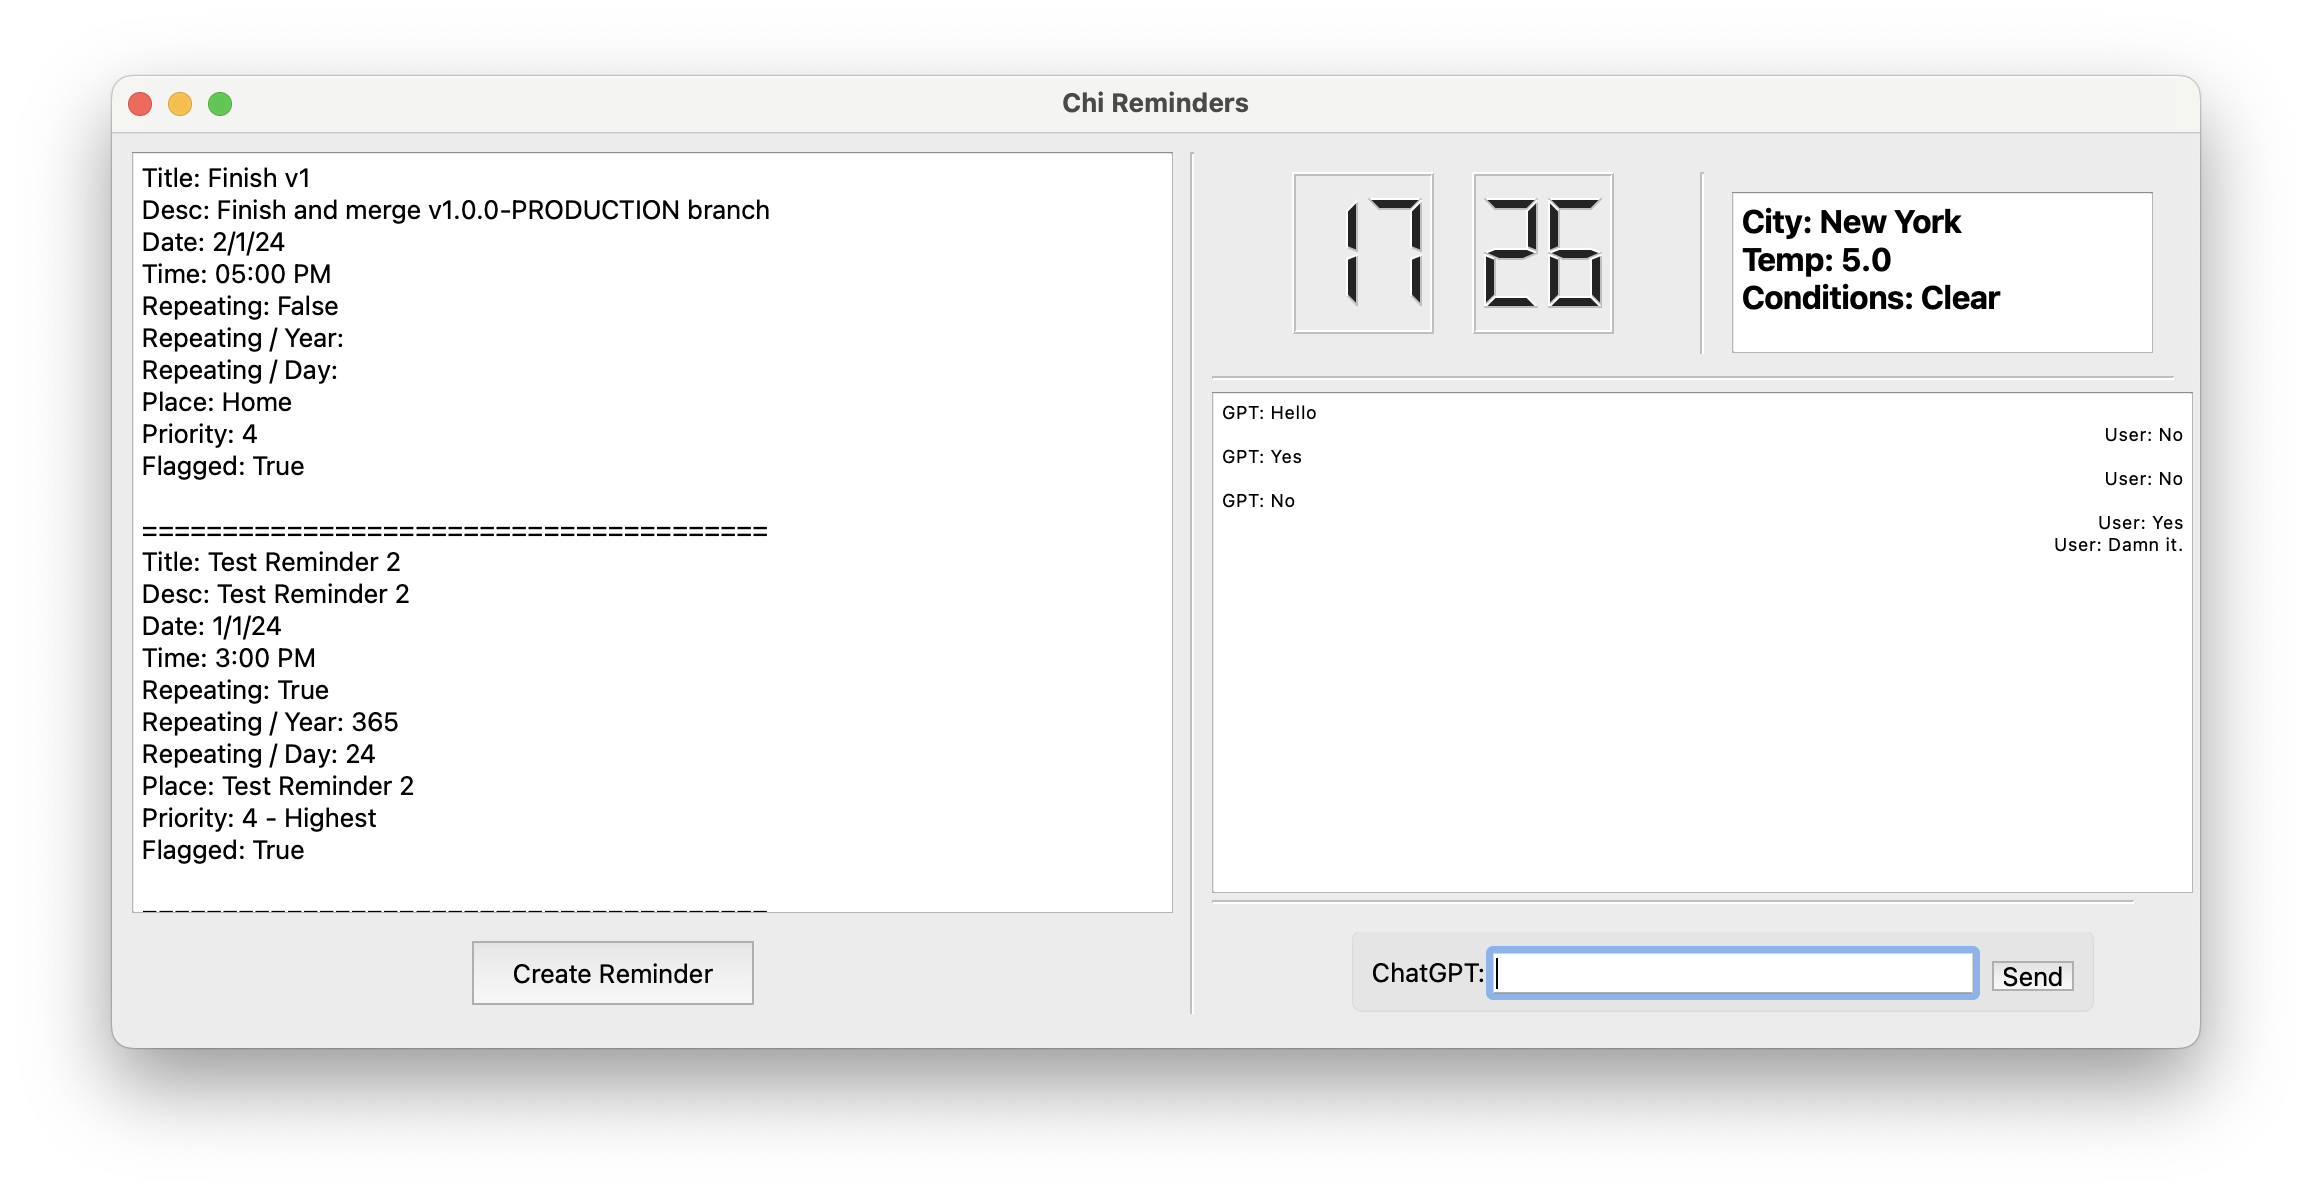 Chi Reminders
Title: Finish v1
Desc: Finish and merge v1.0.0-PRODUCTION branch
Date: 2/1/24
Time: 05:00 PM
Repeating: False
Repeating / Year:
Repeating / Day:
Place: Home
Priority: 4
Flagged: True
=======================================
Title: Test Reminder 2
Desc: Test Reminder 2
Date: 1/1/24
Time: 3:00 PM
Repeating: True
Repeating / Year: 365
Repeating / Day: 24
Place: Test Reminder 2
Priority: 4 - Highest
Flagged: True
Create Reminder
17 26
City: New York
Temp: 5.0
Conditions: Clear
GPT: Hello
User: No
GPT: Yes
User: No
GPT: No
User: Yes
User: Damn it.
ChatGPT:
Send